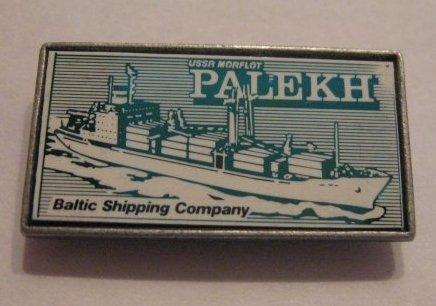 USSR MORFLOT
PALEKH
Baltic Shipping Company